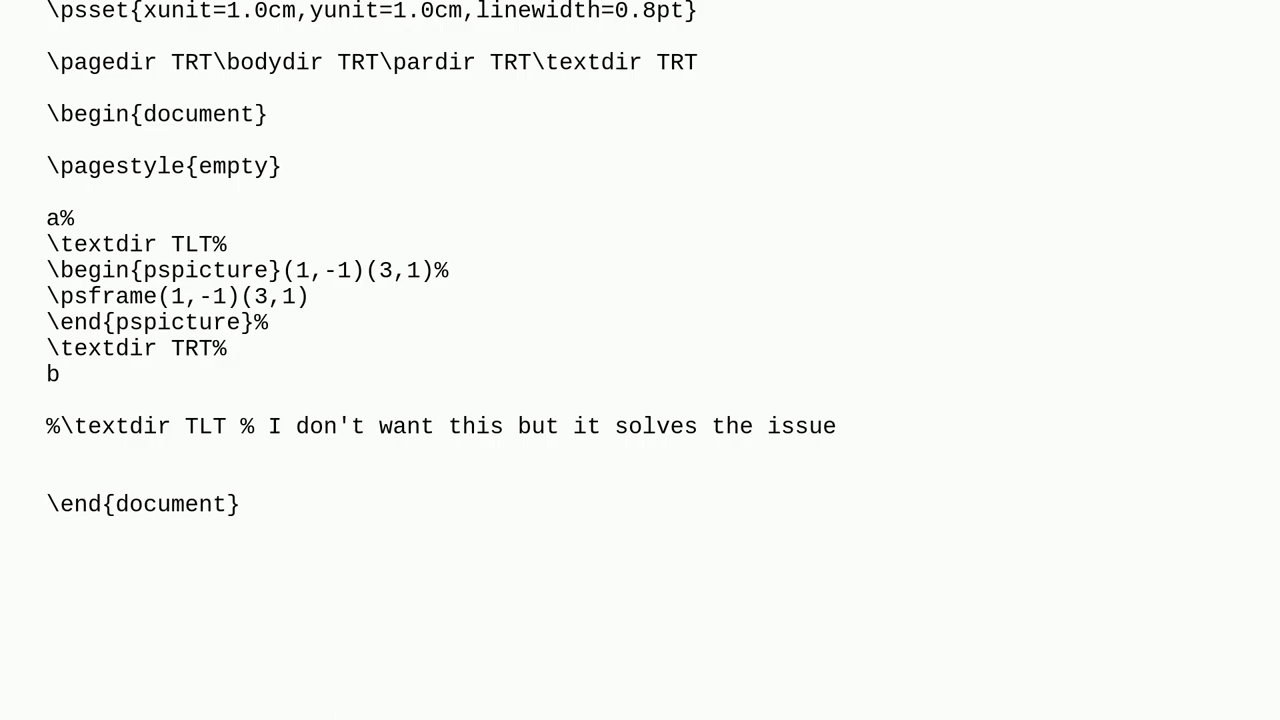 \psset{xunit=1.0cm,yunit=1.0cm,linewidth=0.8pt}
\pagedir TRT\bodydir TRT\pardir TRT\textdir TRT
\begin{document}
\pagestyle{empty}
a%
\textdir TLT%
\begin{pspicture}(1,-1)(3,1)%
\psframe(1,-1)(3,1)
\end{pspicture}%
\textdir TRT%
b
%\textdir TLT % I don't want this but it solves the issue
\end{document}